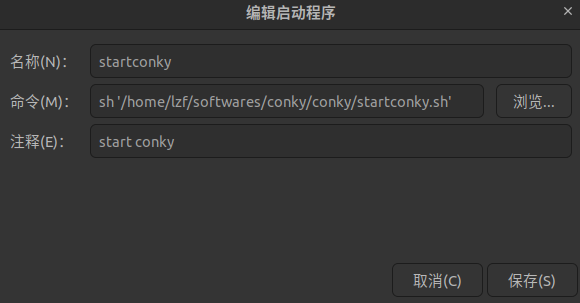 编辑启动程序
×
名称(N)： startconky
命令(M)： sh '/home/lzf/softwares/conky/conky/startconky.sh' 浏览...
注释(E)： start conky
取消(C) 保存(S)